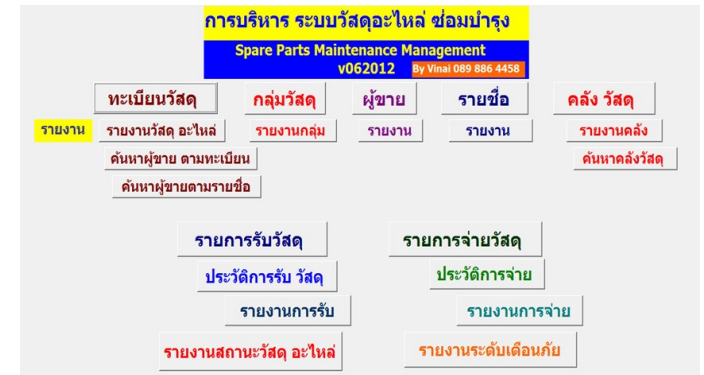 การบริหาร ระบบวัสดุอะไหล่ ซ่อมบำรุง
Spare Parts Maintenance Management
v062012 By Vinai 089 886 4458
ทะเบียนวัสดุ กลุ่มวัสดุ ผู้ขาย รายชื่อ คลัง วัสดุ
รายงาน รายงานวัสดุ อะไหล่ รายงานกลุ่ม รายงาน รายงาน รายงานคลัง
ค้นหาผู้ขาย ตามทะเบียน ค้นหาคลังวัสดุ
ค้นหาผู้ขายตามรายชื่อ
รายการรับวัสดุ รายการจ่ายวัสดุ
ประวัติการรับ วัสดุ ประวัติการจ่าย
รายงานการรับ รายงานการจ่าย
รายงานสถานะวัสดุ อะไหล่ รายงานระดับเตือนภัย